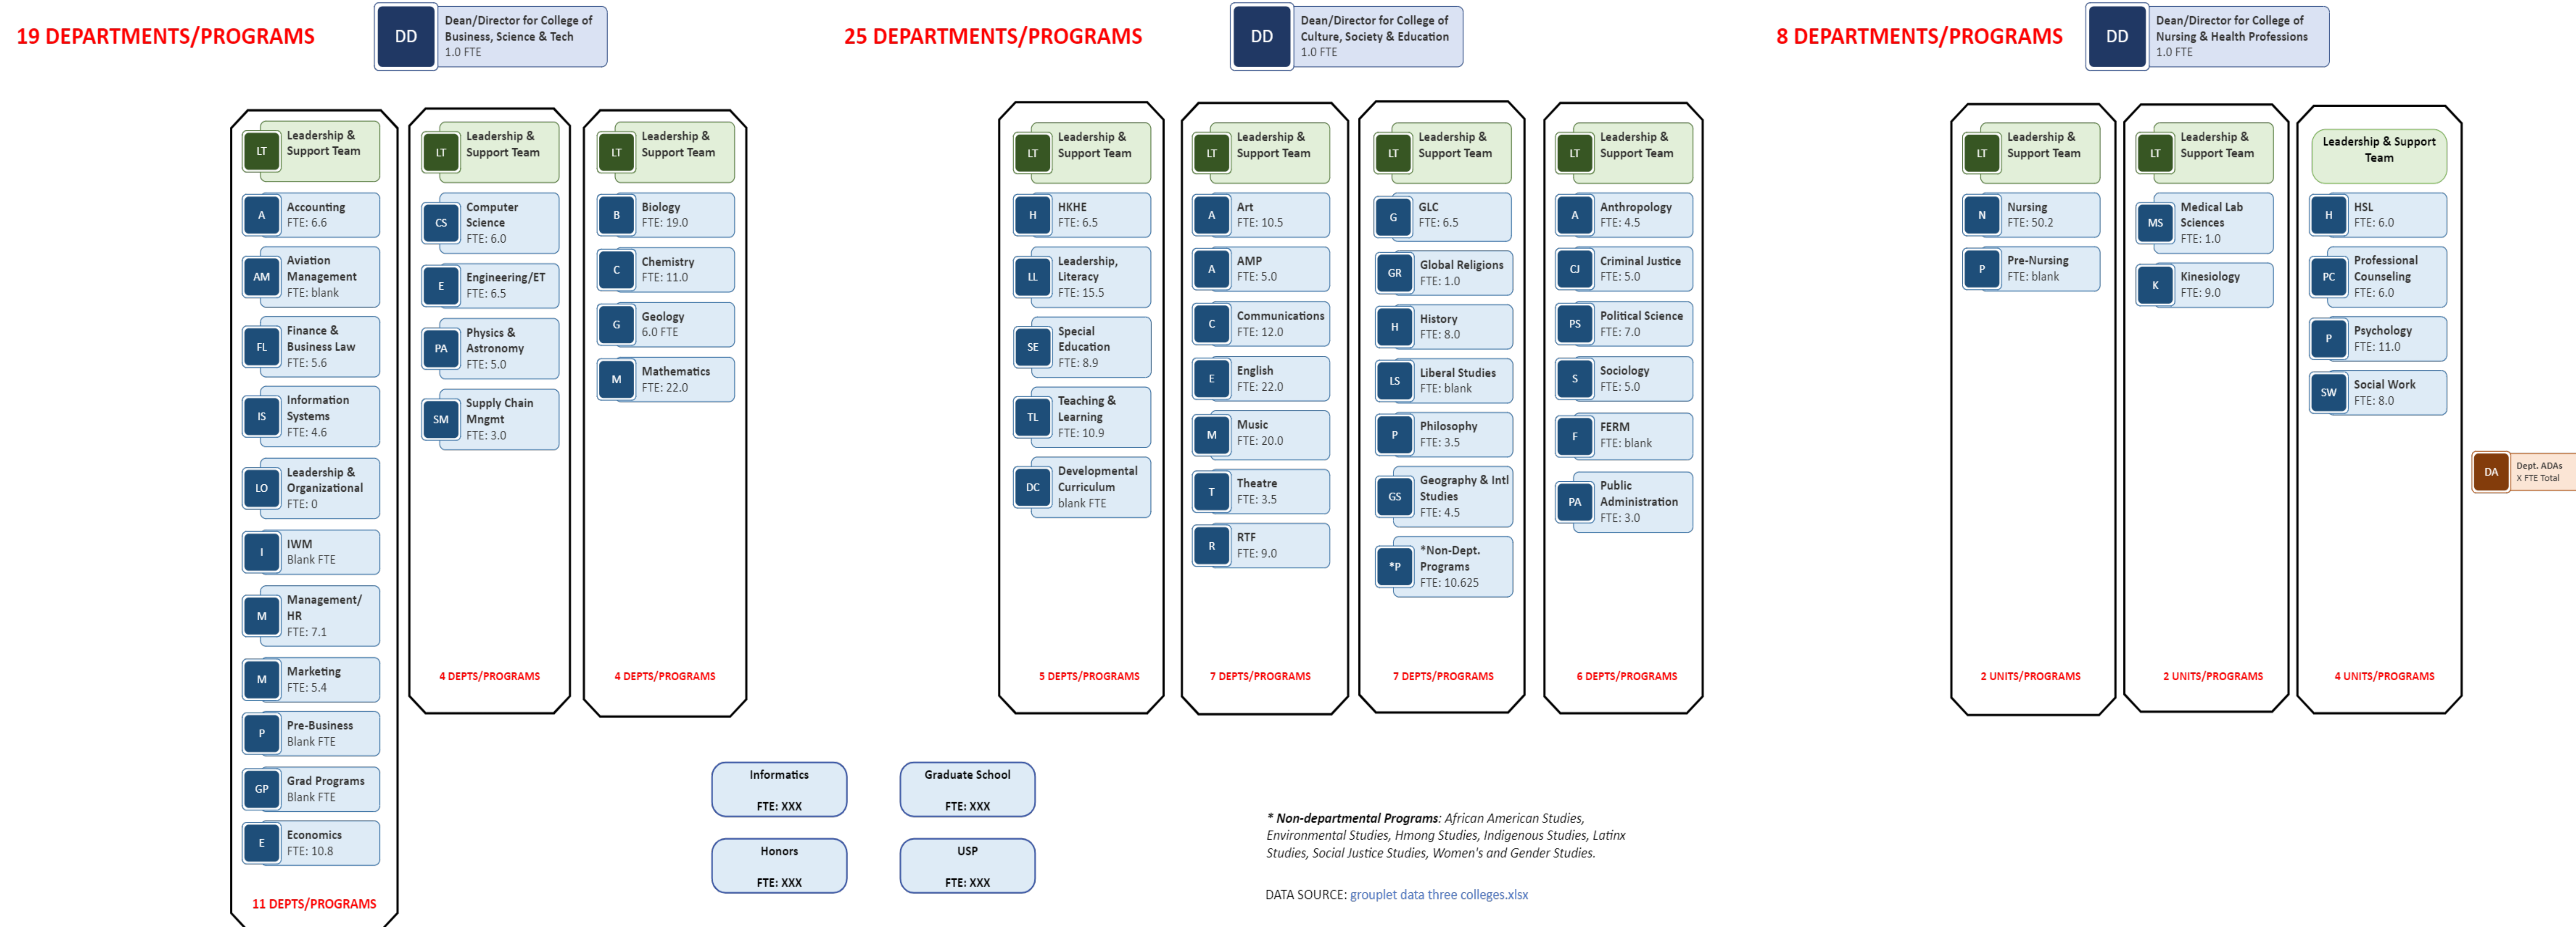 19 DEPARTMENTS/PROGRAMS
DD
Dean/Director for College of
Business, Science & Tech
1.0 FTE
LT
Leadership &
Support Team
A
Accounting
FTE: 6.6
AM
Aviation
Management
FTE: blank
FL
Finance &
Business Law
FTE: 5.6
IS
Information
Systems
FTE: 4.6
LO
Leadership &
Organizational
FTE: 0
I
IWM
Blank FTE
M
Management/
HR
FTE: 7.1
M
Marketing
FTE: 5.4
P
Pre-Business
Blank FTE
GP
Grad Programs
Blank FTE
E
Economics
FTE: 10.8
11 DEPTS/PROGRAMS
LT
Leadership &
Support Team
CS
Computer
Science
FTE: 6.0
E
Engineering/ET
FTE: 6.5
PA
Physics &
Astronomy
FTE: 5.0
SM
Supply Chain
Mngmt
FTE: 3.0
4 DEPTS/PROGRAMS
LT
Leadership &
Support Team
B
Biology
FTE: 19.0
C
Chemistry
FTE: 11.0
G
Geology
6.0 FTE
M
Mathematics
FTE: 22.0
4 DEPTS/PROGRAMS
25 DEPARTMENTS/PROGRAMS
DD
Dean/Director for College of
Culture, Society & Education
1.0 FTE
LT
Leadership &
Support Team
H
HKHE
FTE: 6.5
LL
Leadership,
Literacy
FTE: 15.5
SE
Special
Education
FTE: 8.9
TL
Teaching &
Learning
FTE: 10.9
DC
Developmental
Curriculum
blank FTE
5 DEPTS/PROGRAMS
LT
Leadership &
Support Team
A
Art
FTE: 10.5
A
AMP
FTE: 5.0
C
Communications
FTE: 12.0
E
English
FTE: 22.0
M
Music
FTE: 20.0
T
Theatre
FTE: 3.5
R
RTF
FTE: 9.0
7 DEPTS/PROGRAMS
LT
Leadership &
Support Team
G
GLC
FTE: 6.5
GR
Global Religions
FTE: 1.0
H
History
FTE: 8.0
LS
Liberal Studies
FTE: blank
P
Philosophy
FTE: 3.5
GS
Geography & Intl
Studies
FTE: 4.5
*P
*Non-Dept.
Programs
FTE: 10.625
7 DEPTS/PROGRAMS
LT
Leadership &
Support Team
A
Anthropology
FTE: 4.5
CJ
Criminal Justice
FTE: 5.0
PS
Political Science
FTE: 7.0
S
Sociology
FTE: 5.0
F
FERM
FTE: blank
PA
Public
Administration
FTE: 3.0
6 DEPTS/PROGRAMS
8 DEPARTMENTS/PROGRAMS
DD
Dean/Director for College of
Nursing & Health Professions
1.0 FTE
LT
Leadership &
Support Team
N
Nursing
FTE: 50.2
P
Pre-Nursing
FTE: blank
2 UNITS/PROGRAMS
LT
Leadership &
Support Team
MS
Medical Lab
Sciences
FTE: 1.0
K
Kinesiology
FTE: 9.0
2 UNITS/PROGRAMS
Leadership & Support
Team
H
HSL
FTE: 6.0
PC
Professional
Counseling
FTE: 6.0
P
Psychology
FTE: 11.0
SW
Social Work
FTE: 8.0
4 UNITS/PROGRAMS
DA
Dept. ADAs
X FTE Total
Informatics
FTE: XXX
Graduate School
FTE: XXX
Honors
FTE: XXX
USP
FTE: XXX
* Non-departmental Programs: African American Studies,
Environmental Studies, Hmong Studies, Indigenous Studies, Latinx
Studies, Social Justice Studies, Women's and Gender Studies.
DATA SOURCE: grouplet data three colleges.xlsx